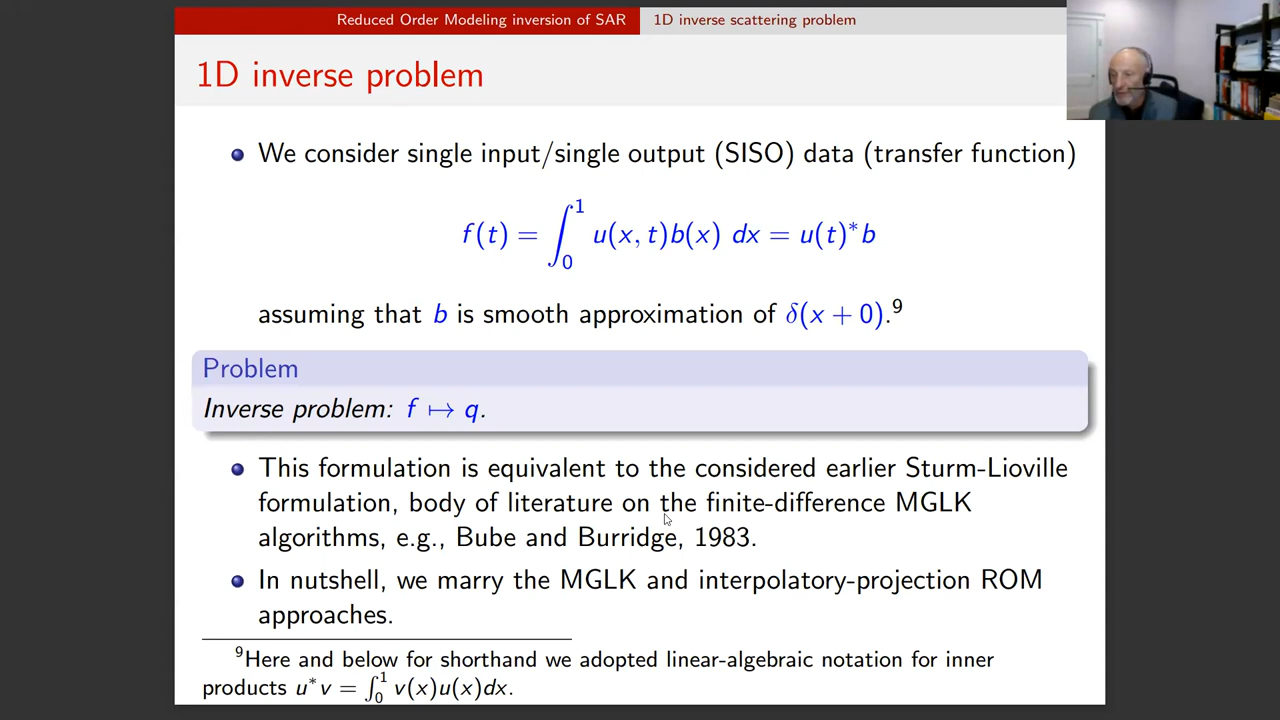 Reduced Order Modeling inversion of SAR 1D inverse scattering problem
1D inverse problem
We consider single input/single output (SISO) data (transfer function)
f(t) = ∫₀¹ u(x, t)b(x) dx = u(t)*b
assuming that b is smooth approximation of δ(x + 0).⁹
Problem
Inverse problem: f ↦ q.
This formulation is equivalent to the considered earlier Sturm-Lioville
formulation, body of literature on the finite-difference MGLK
algorithms, e.g., Bube and Burridge, 1983.
In nutshell, we marry the MGLK and interpolatory-projection ROM
approaches.
⁹Here and below for shorthand we adopted linear-algebraic notation for inner
products u*v = ∫₀¹ v(x)u(x)dx.